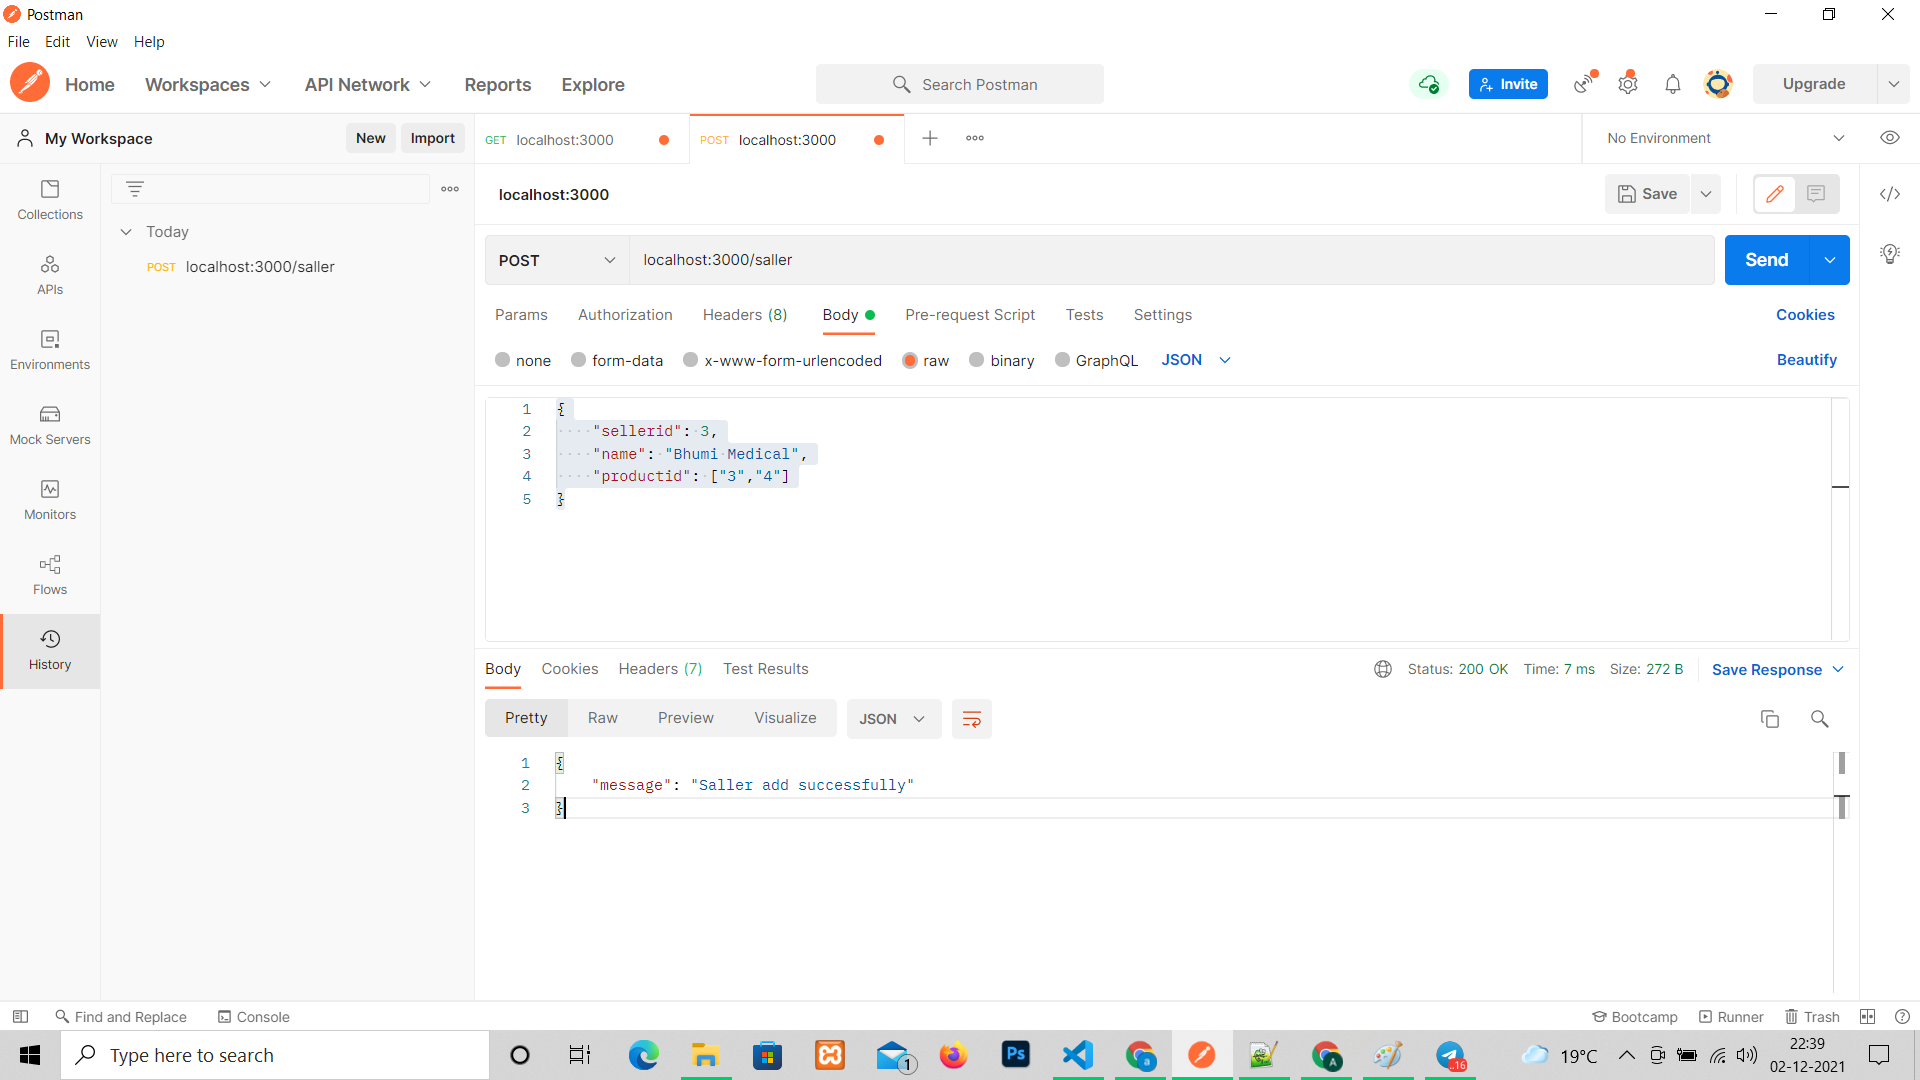 Postman
File Edit View Help
Home Workspaces API Network Reports Explore Search Postman Invite Upgrade
My Workspace New Import GET localhost:3000 POST localhost:3000 No Environment
localhost:3000 Save
Collections
Today
POST localhost:3000/saller
APIs
Environments
Mock Servers
Monitors
Flows
History
POST localhost:3000/saller Send
Params Authorization Headers (8) Body Pre-request Script Tests Settings Cookies
none form-data x-www-form-urlencoded raw binary GraphQL JSON Beautify
1 {
2 ····"sellerid":·3,
3 ····"name":·"Bhumi·Medical",
4 ····"productid":·["3","4"]
5 }
Body Cookies Headers (7) Test Results Status: 200 OK Time: 7 ms Size: 272 B Save Response
Pretty Raw Preview Visualize JSON
1 {
2 "message": "Saller add successfully"
3 }
Find and Replace Console Bootcamp Runner Trash
Type here to search Ps 1 a A ..16 19°C 22:39
02-12-2021